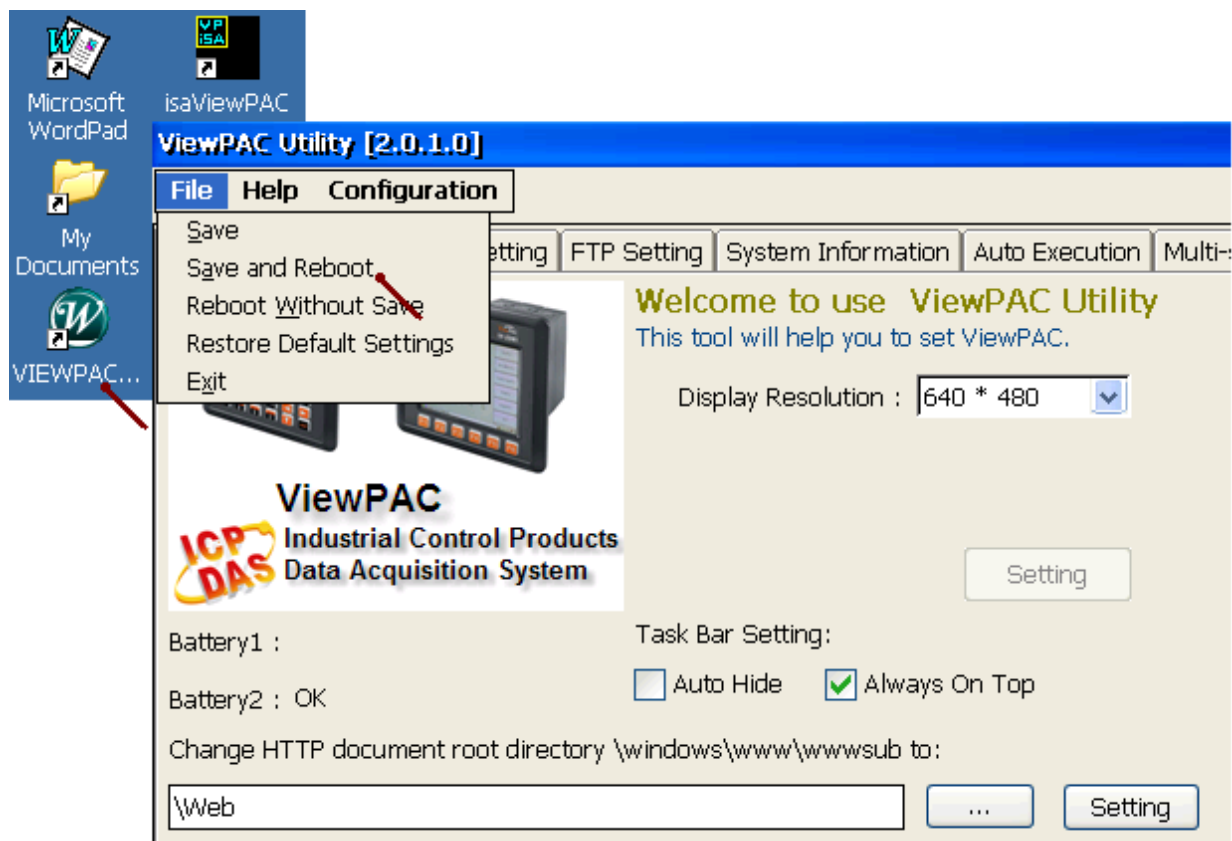 Microsoft
WordPad
VP
iSA
isaViewPAC
My
Documents
VIEWPAC...
ViewPAC Utility [2.0.1.0]
File Help Configuration
Save
Save and Reboot
Reboot Without Save
Restore Default Settings
Exit
etting FTP Setting System Information Auto Execution Multi-
Welcome to use ViewPAC Utility
This tool will help you to set ViewPAC.
Display Resolution : 640 * 480
ViewPAC
ICP DAS
Industrial Control Products
Data Acquisition System
Setting
Battery1 :
Battery2 : OK
Task Bar Setting:
Auto Hide Always On Top
Change HTTP document root directory \windows\www\wwwsub to:
\Web ... Setting